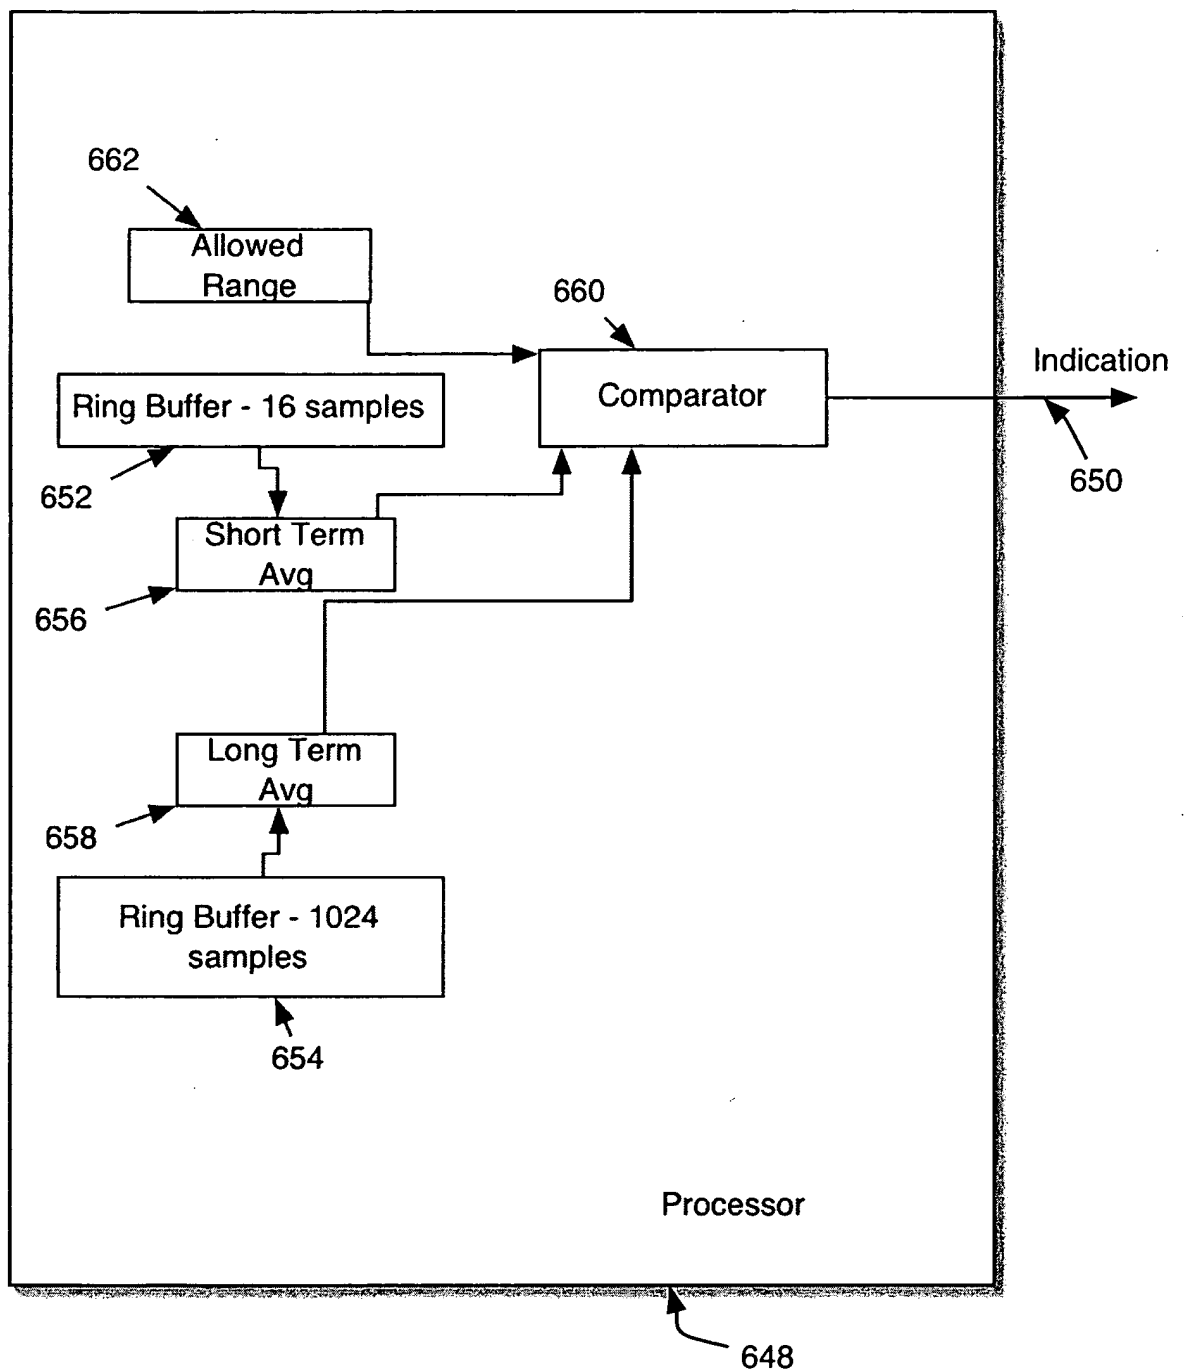 662
Allowed
Range
660
Comparator
Indication
650
Ring Buffer - 16 samples
652
Short Term
Avg
656
Long Term
Avg
658
Ring Buffer - 1024
samples
654
Processor
648